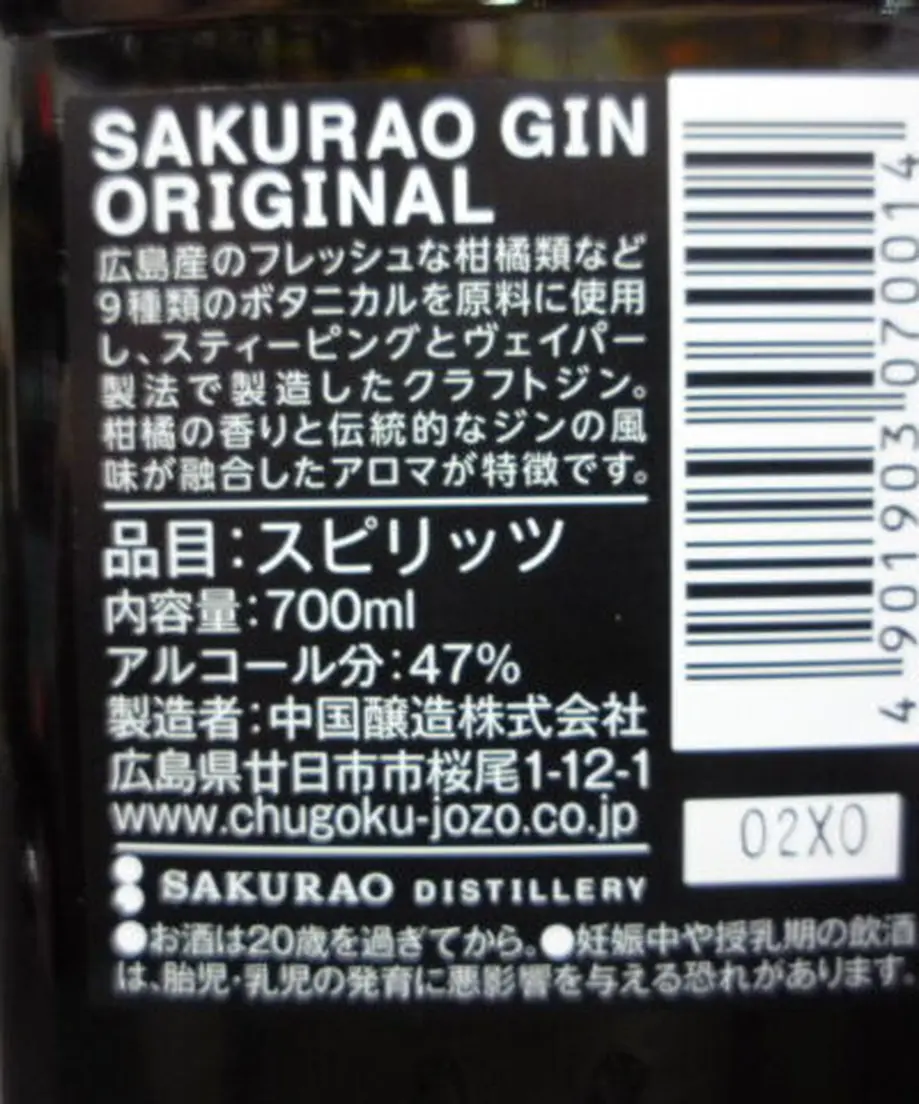 SAKURAO GIN
ORIGINAL
広島産のフレッシュな柑橘類など
9種類のボタニカルを原料に使用
し、スティーピングとヴェイパー
製法で製造したクラフトジン。
柑橘の香りと伝統的なジンの風
味が融合したアロマが特徴です。
品目:スピリッツ
内容量:700ml
アルコール分:47%
製造者:中国醸造株式会社
広島県廿日市市桜尾1-12-1
www.chugoku-jozo.co.jp
SAKURAO DISTILLERY
●お酒は20歳を過ぎてから。●妊娠中や授乳期の飲酒
は、胎児・乳児の発育に悪影響を与える恐れがあります。
4 901903 070014
02X0